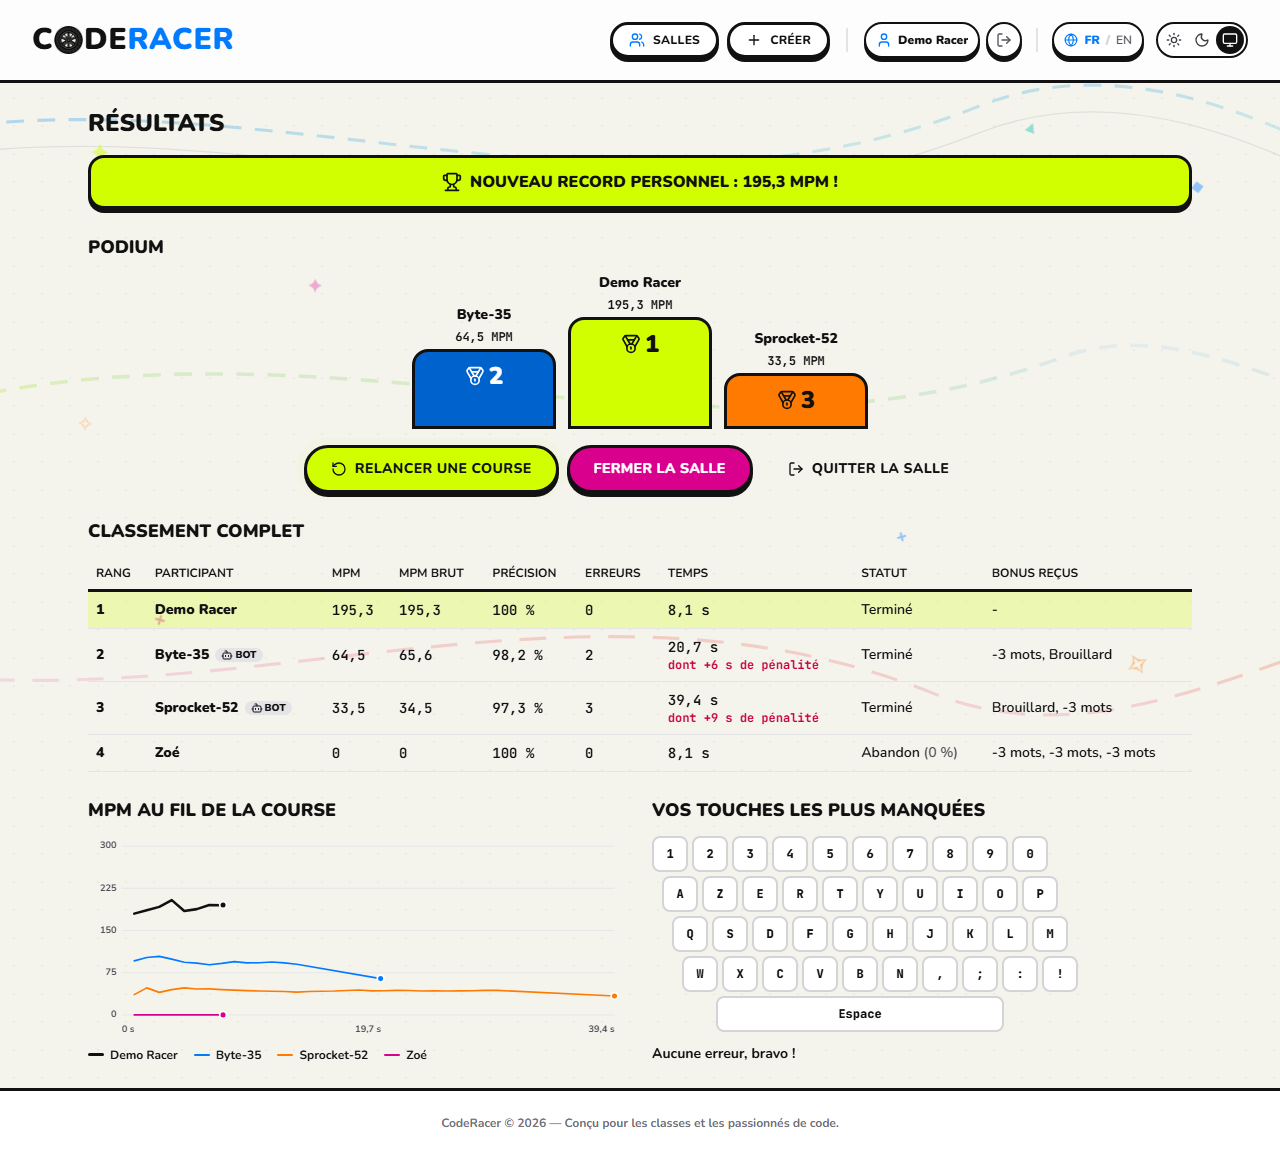 CODERACER
SALLES
CRÉER
Demo Racer
FR / EN
RÉSULTATS
NOUVEAU RECORD PERSONNEL : 195,3 MPM !
PODIUM
Demo Racer
195,3 MPM
1
Byte-35
64,5 MPM
2
Sprocket-52
33,5 MPM
3
RELANCER UNE COURSE
FERMER LA SALLE
QUITTER LA SALLE
CLASSEMENT COMPLET
RANG PARTICIPANT MPM MPM BRUT PRÉCISION ERREURS TEMPS STATUT BONUS REÇUS
1 Demo Racer 195,3 195,3 100 % 0 8,1 s Terminé -
2 Byte-35 BOT 64,5 65,6 98,2 % 2 20,7 s dont +6 s de pénalité Terminé -3 mots, Brouillard
3 Sprocket-52 BOT 33,5 34,5 97,3 % 3 39,4 s dont +9 s de pénalité Terminé Brouillard, -3 mots
4 Zoé 0 0 100 % 0 8,1 s Abandon (0 %) -3 mots, -3 mots, -3 mots
MPM AU FIL DE LA COURSE
300
225
150
75
0
0 s 19,7 s 39,4 s
Demo Racer Byte-35 Sprocket-52 Zoé
VOS TOUCHES LES PLUS MANQUÉES
1 2 3 4 5 6 7 8 9 0
A Z E R T Y U I O P
Q S D F G H J K L M
W X C V B N , ; : !
Espace
Aucune erreur, bravo !
CodeRacer © 2026 — Conçu pour les classes et les passionnés de code.